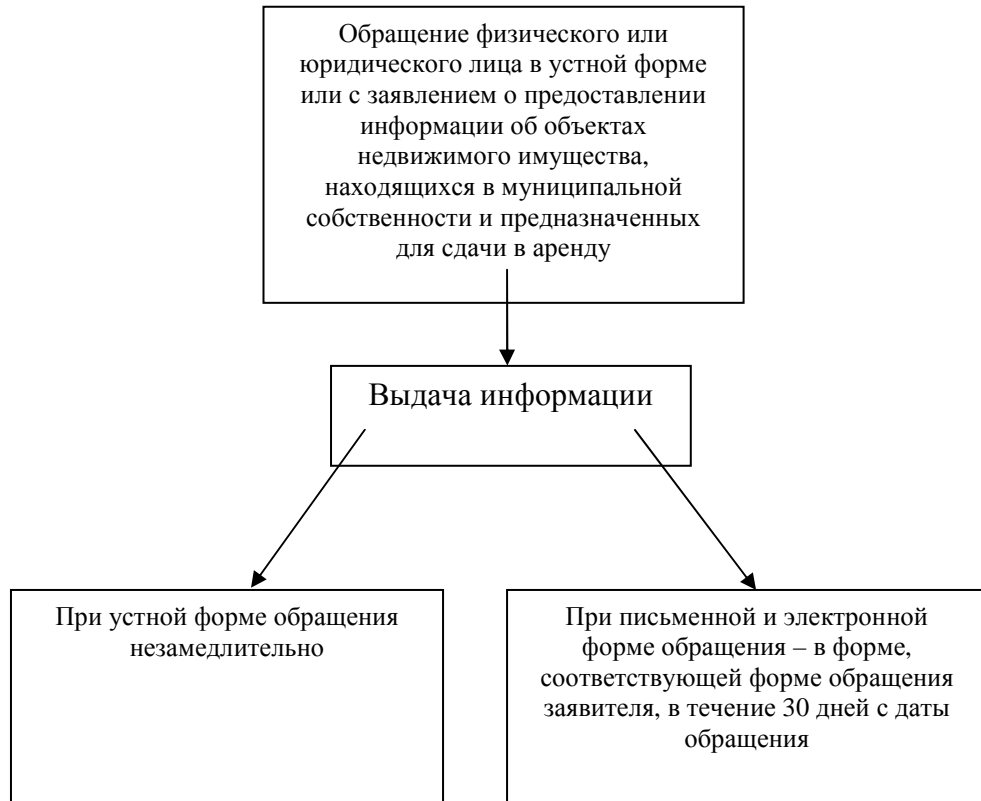 Обращение физического или
юридического лица в устной форме
или с заявлением о предоставлении
информации об объектах
недвижимого имущества,
находящихся в муниципальной
собственности и предназначенных
для сдачи в аренду
Выдача информации
При устной форме обращения
незамедлительно
При письменной и электронной
форме обращения – в форме,
соответствующей форме обращения
заявителя, в течение 30 дней с даты
обращения